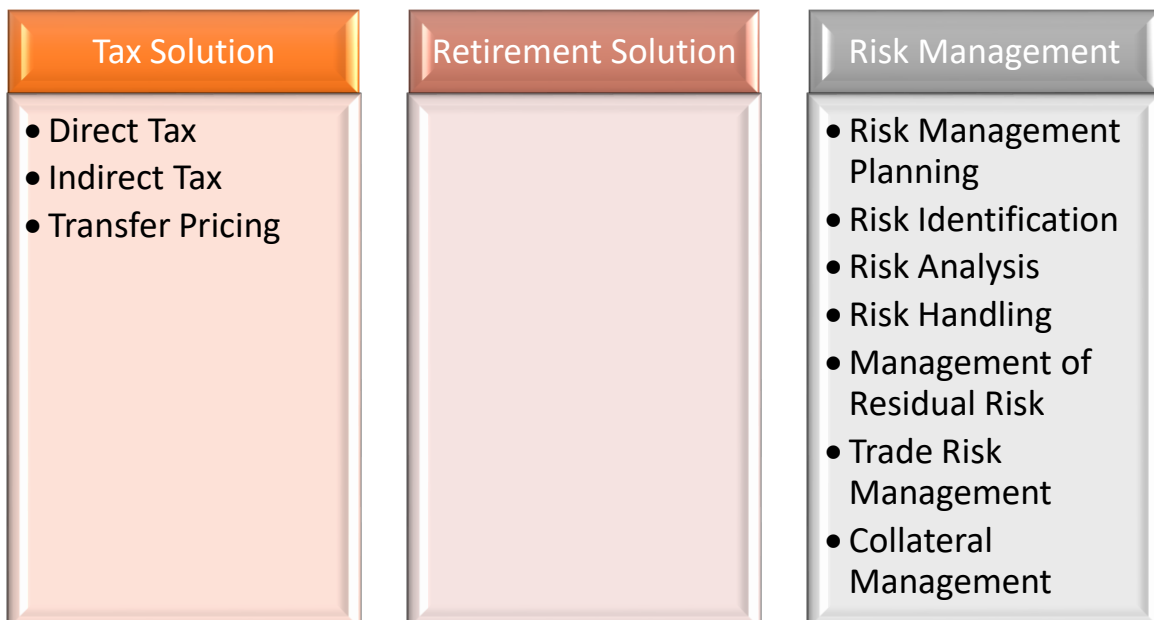 Tax Solution
• Direct Tax
• Indirect Tax
• Transfer Pricing
Retirement Solution
Risk Management
• Risk Management
Planning
• Risk Identification
• Risk Analysis
• Risk Handling
• Management of
Residual Risk
• Trade Risk
Management
• Collateral
Management